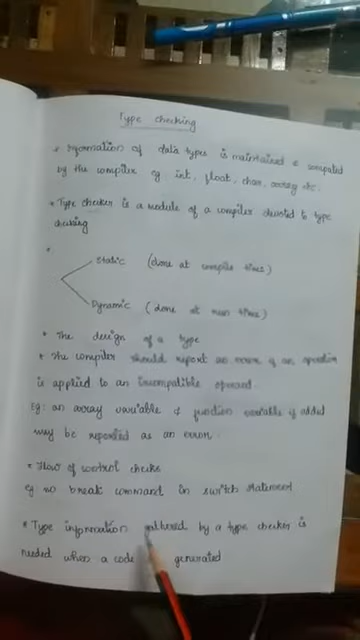 Type checking
* Information of data types is maintained & computed
by the compiler eg int, float, char, array etc.
* Type checker is a module of a compiler devoted to type
checking
*
Static (done at compile time)
Dynamic (done at run time)
* The design of a type
* The compiler should report an error if an operator
is applied to an incompatible operand.
Eg: an array variable & function variable if added
may be reported as an error.
* Flow of control checks
eg no break command in switch statement
* Type information gathered by a type checker is
needed when a code generated